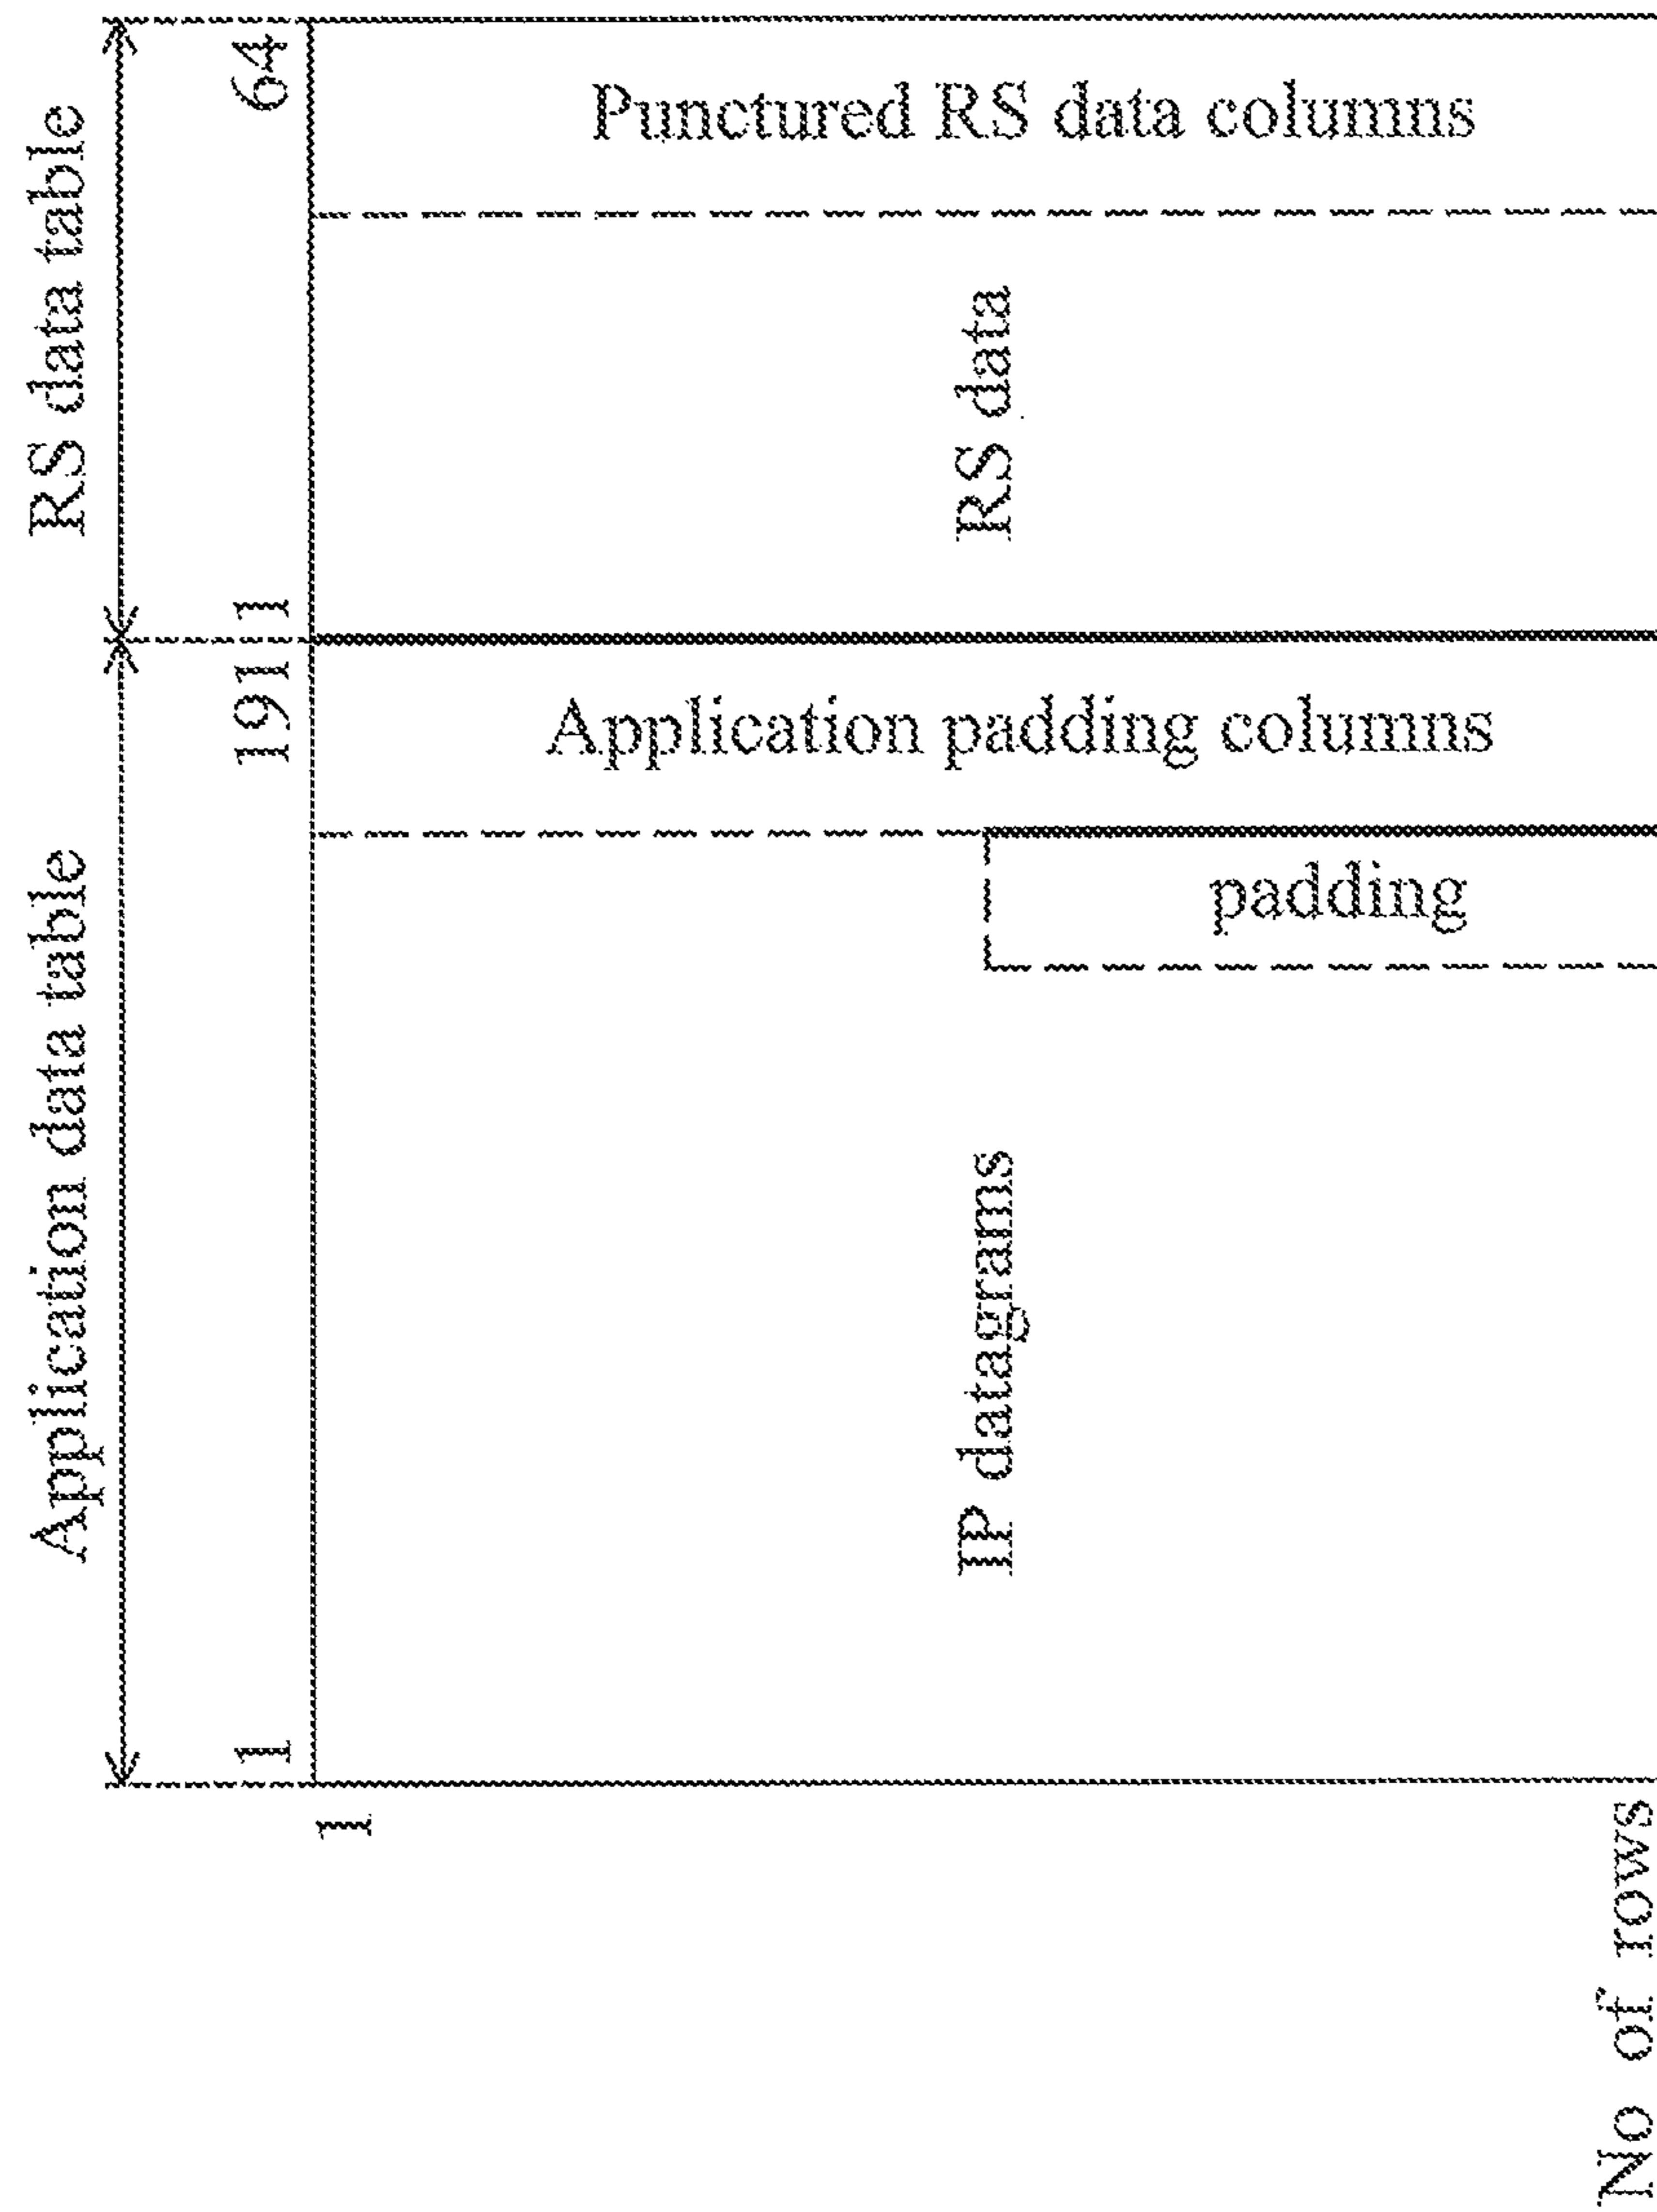 Application data table
RS data table
1
191
1
64
1
IP datagrams
padding
Application padding columns
RS data
Punctured RS data columns
No of rows